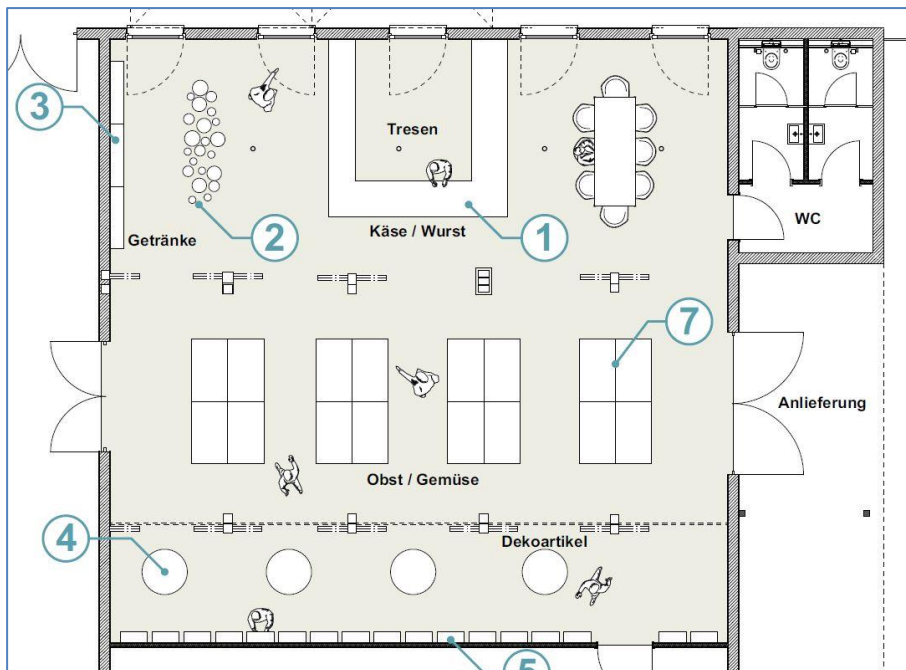 Tresen
3
Käse / Wurst
1
WC
Getränke
2
7
Anlieferung
Obst / Gemüse
4
Dekoartikel
5